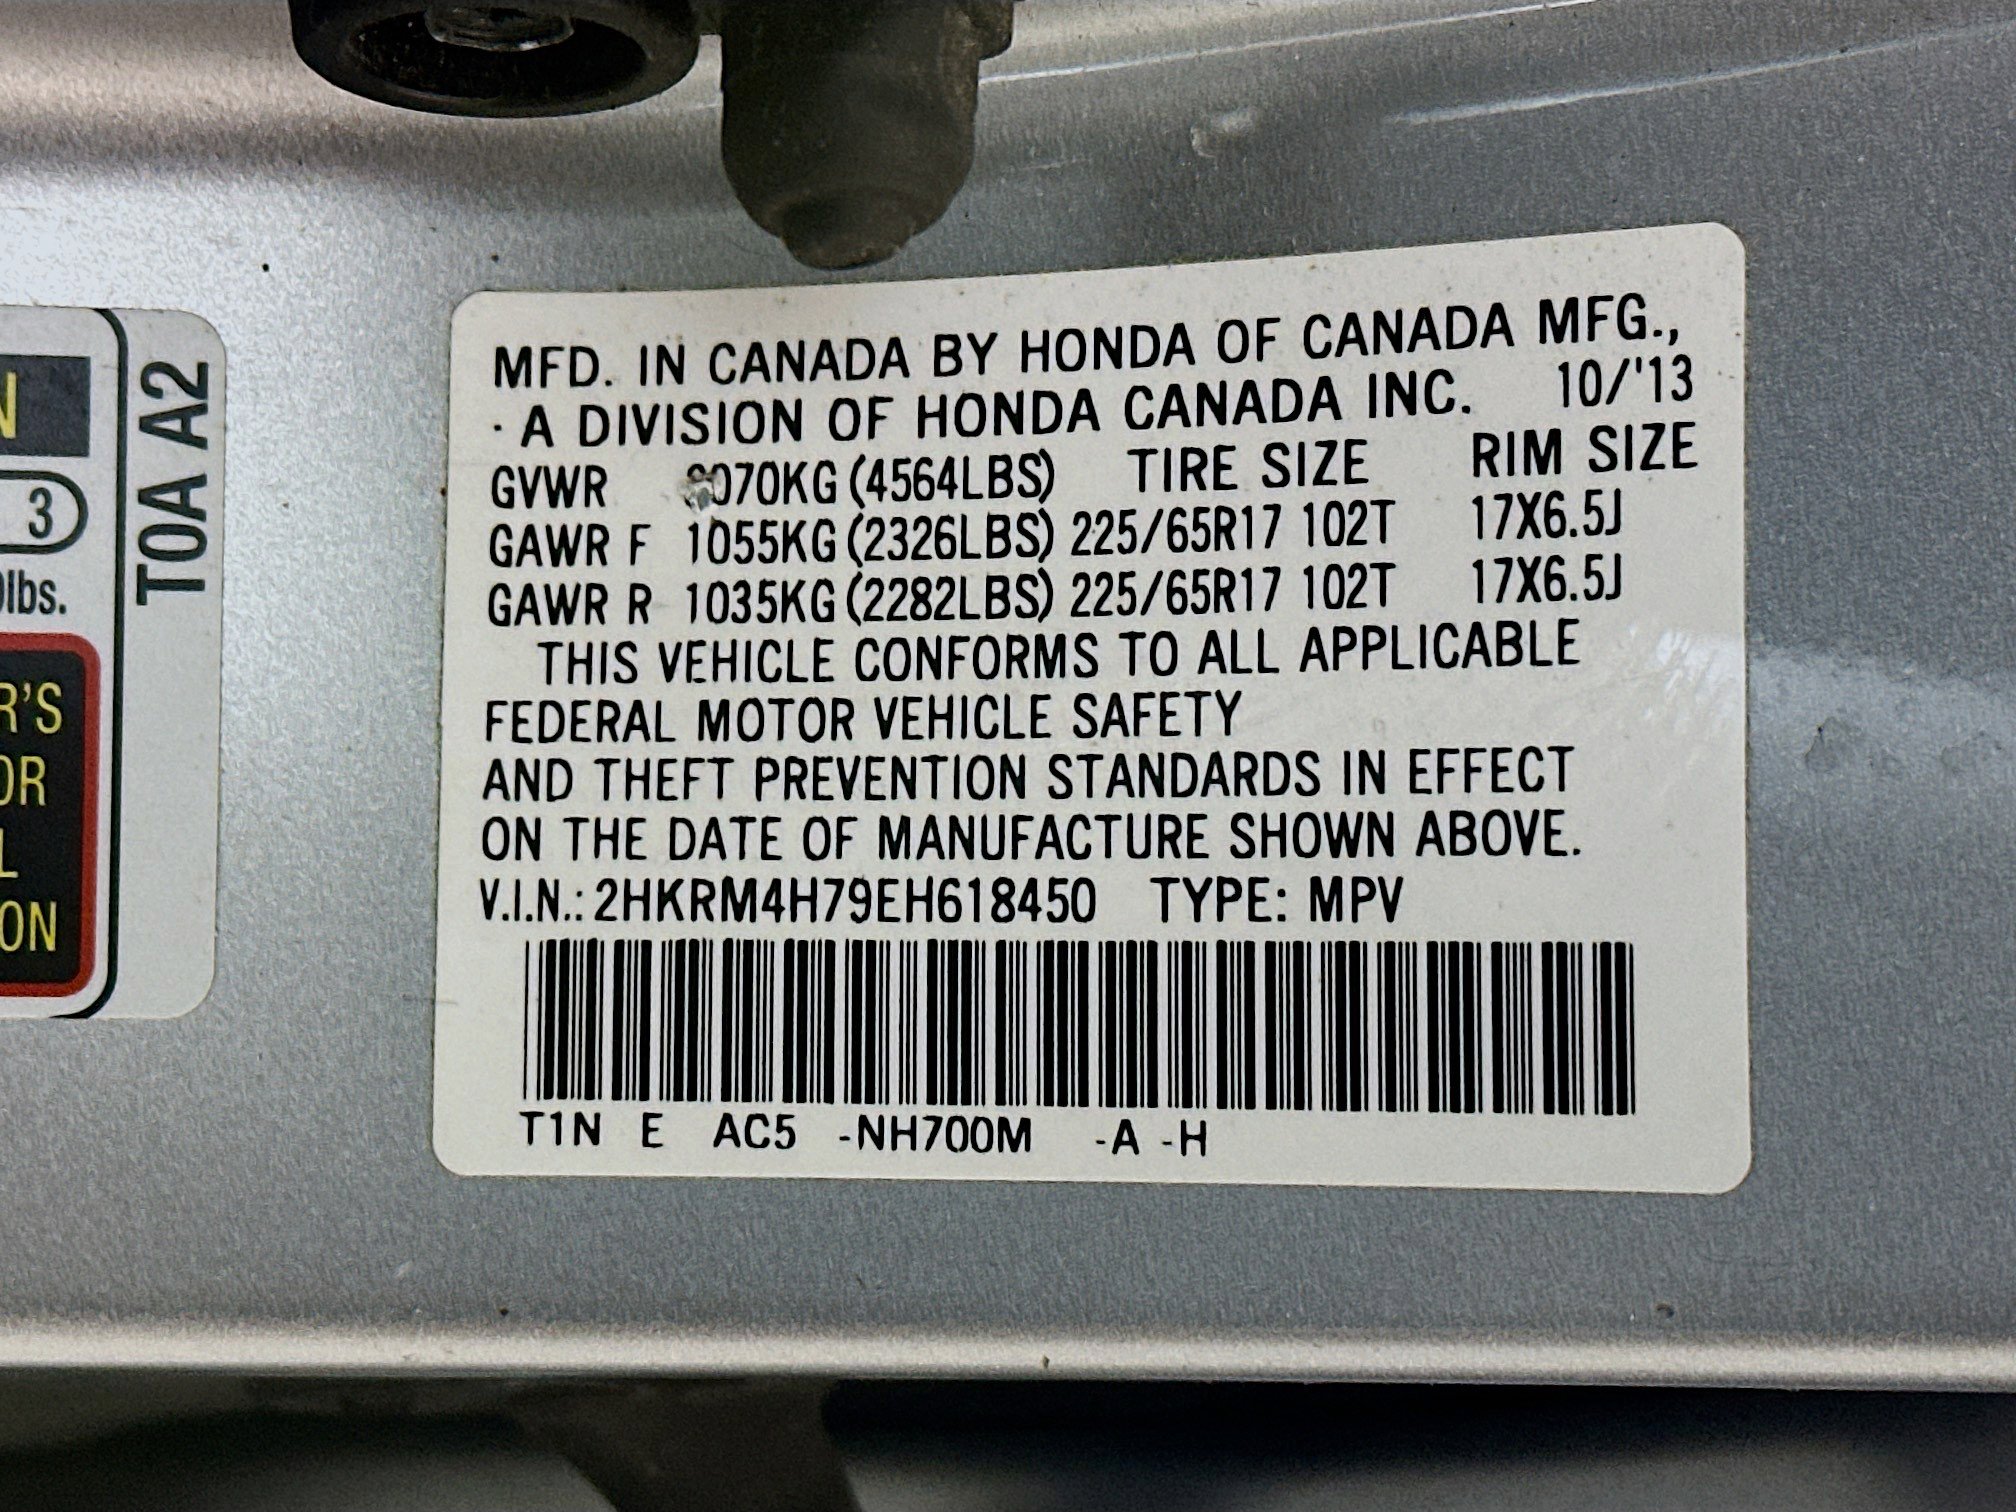 N
3
lbs.
R'S
OR
L
ION
T0A A2
MFD. IN CANADA BY HONDA OF CANADA MFG.,
· A DIVISION OF HONDA CANADA INC. 10/'13
GVWR 070KG (4564LBS) TIRE SIZE RIM SIZE
GAWR F 1055KG (2326LBS) 225/65R17 102T 17X6.5J
GAWR R 1035KG (2282LBS) 225/65R17 102T 17X6.5J
THIS VEHICLE CONFORMS TO ALL APPLICABLE
FEDERAL MOTOR VEHICLE SAFETY
AND THEFT PREVENTION STANDARDS IN EFFECT
ON THE DATE OF MANUFACTURE SHOWN ABOVE.
V.I.N.: 2HKRM4H79EH618450 TYPE: MPV
T1N E AC5 -NH700M -A -H